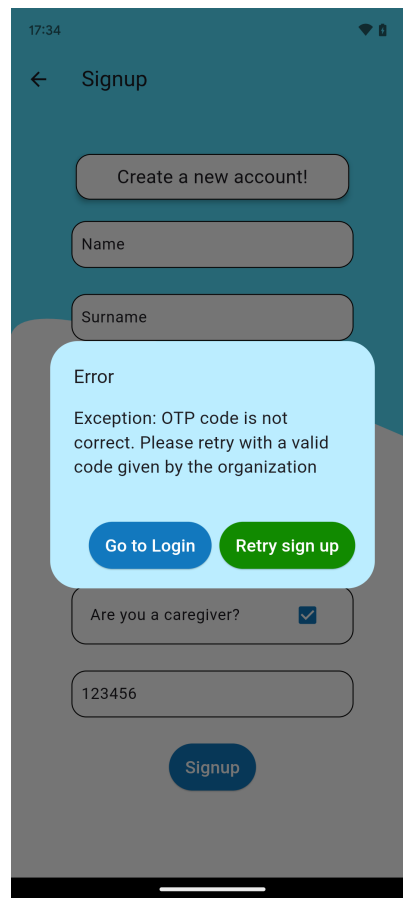 17:34
Signup
Create a new account!
Name
Surname
Error
Exception: OTP code is not
correct. Please retry with a valid
code given by the organization
Go to Login
Retry sign up
Are you a caregiver?
123456
Signup